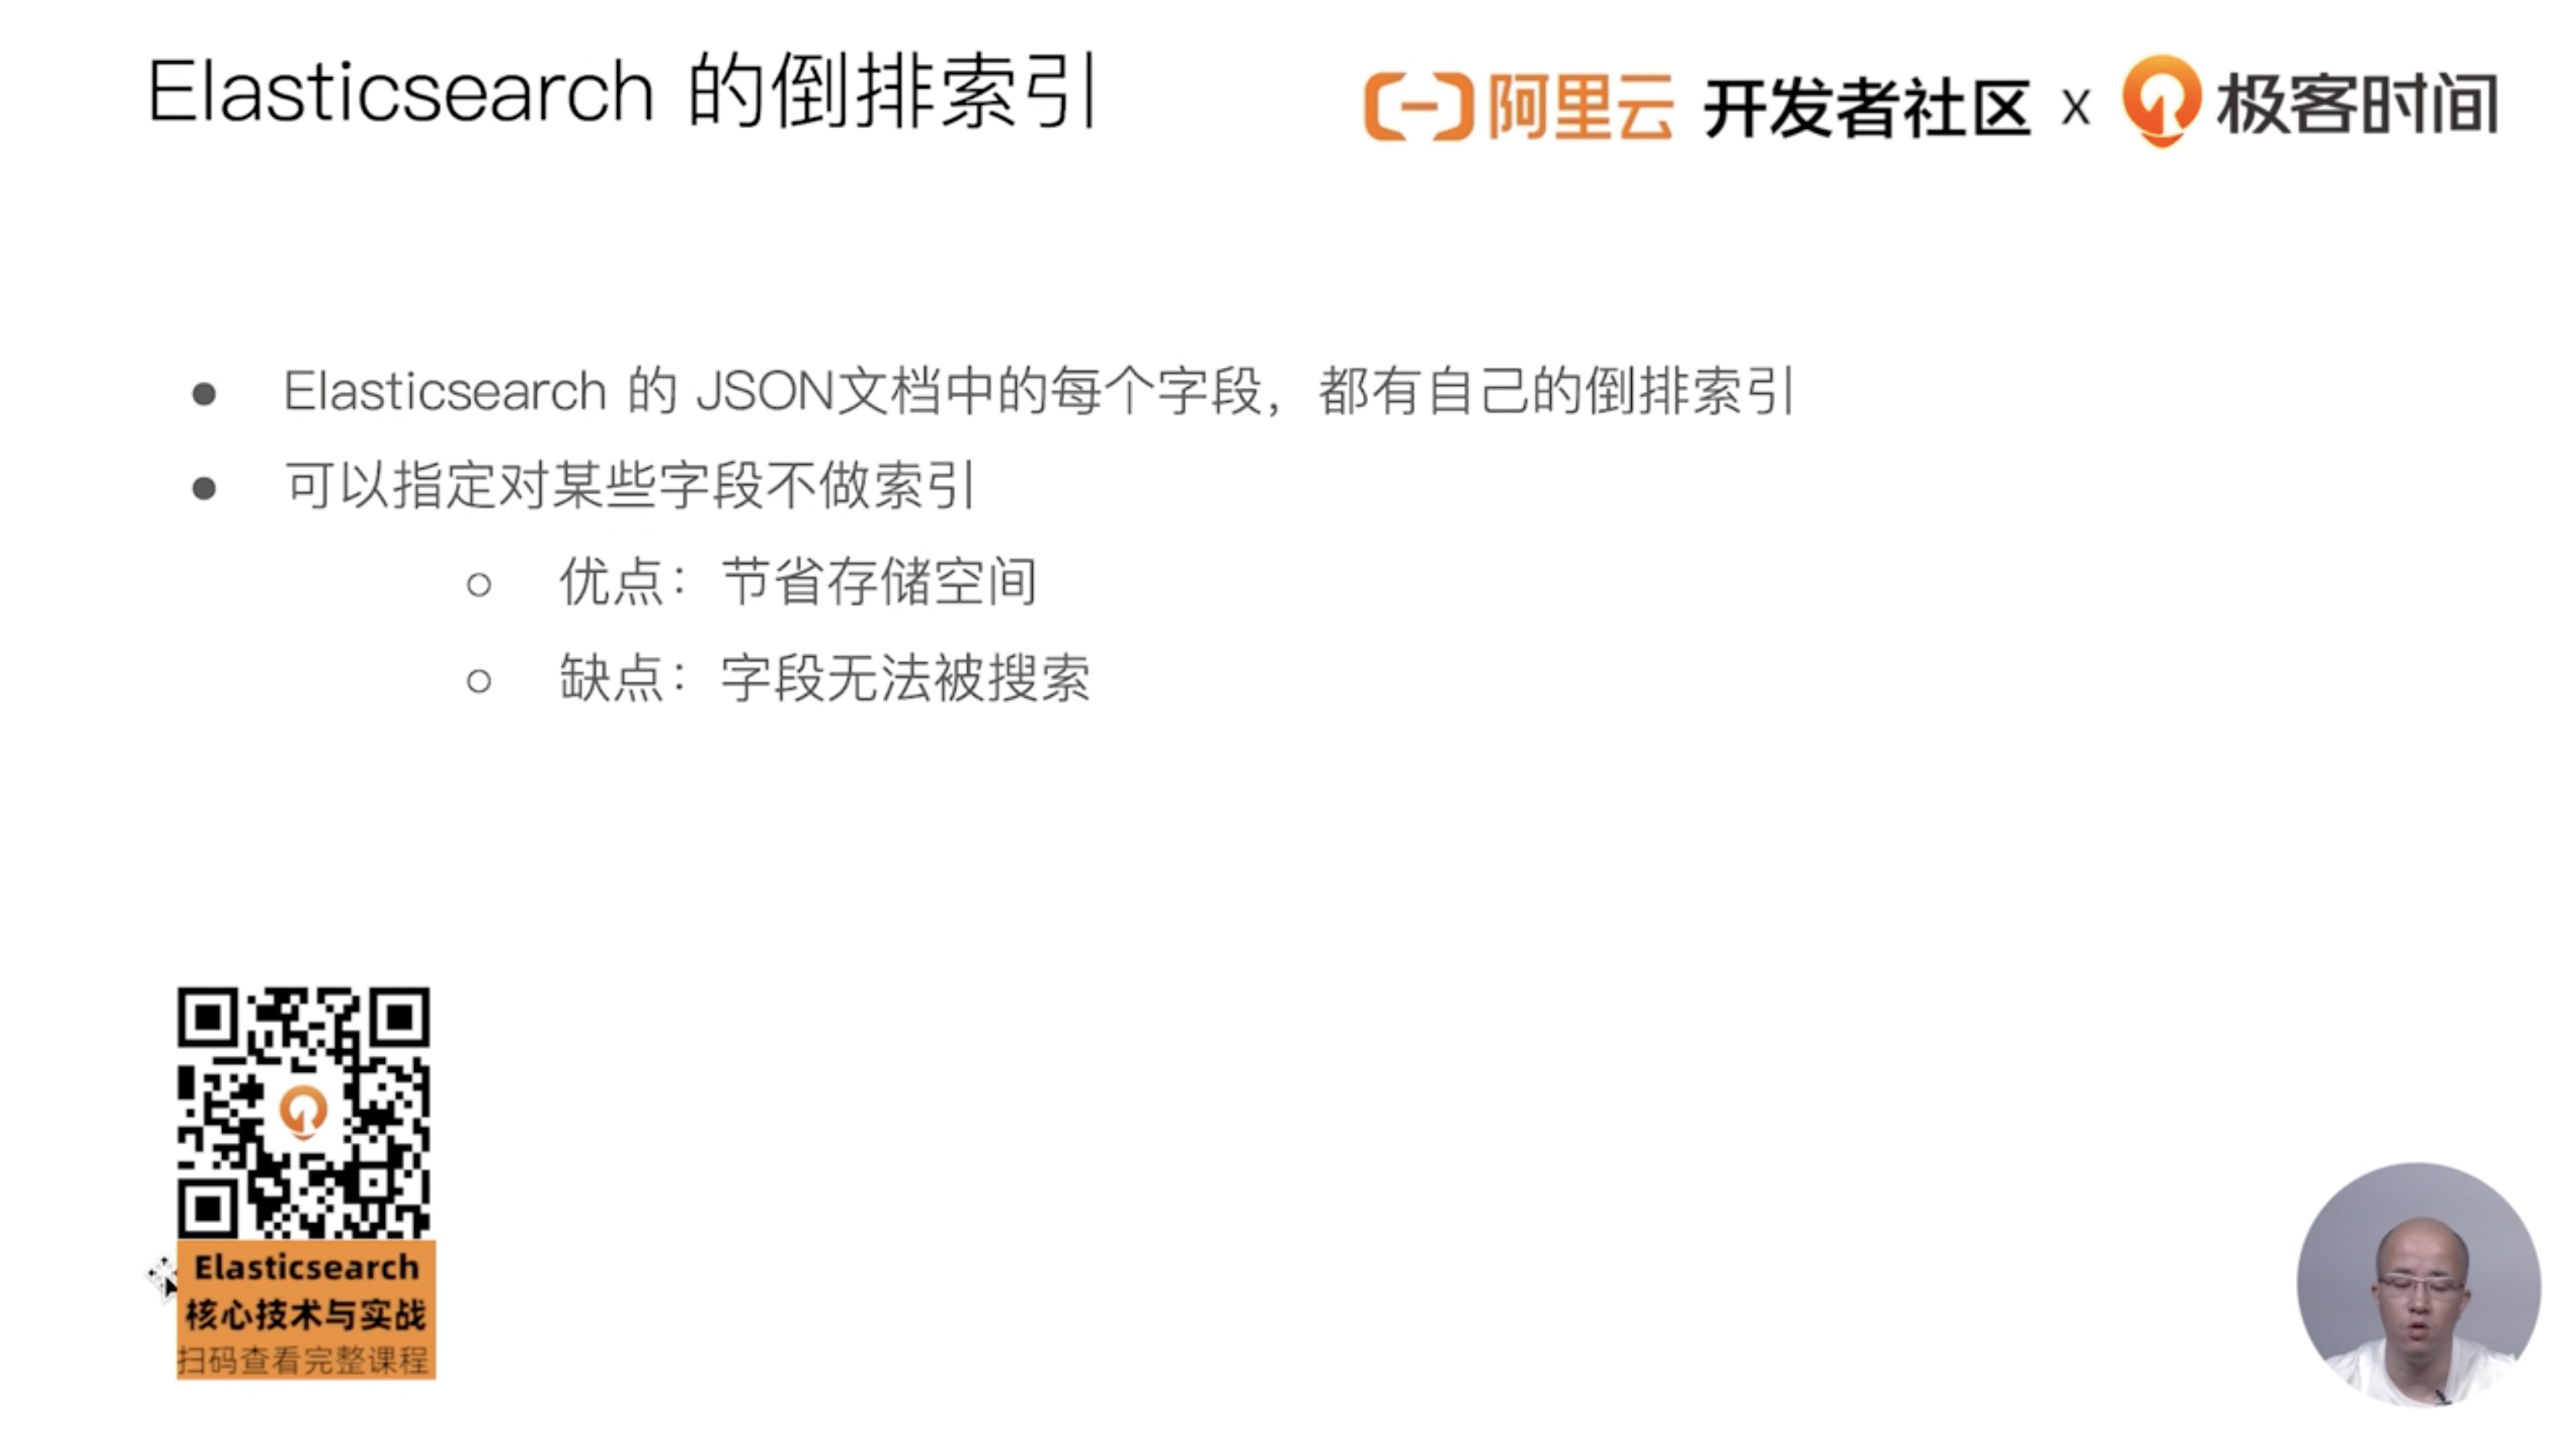 Elasticsearch 的倒排索引
阿里云 开发者社区 x 极客时间
Elasticsearch 的 JSON文档中的每个字段，都有自己的倒排索引
可以指定对某些字段不做索引
优点：节省存储空间
缺点：字段无法被搜索
Elasticsearch
核心技术与实战
扫码查看完整课程